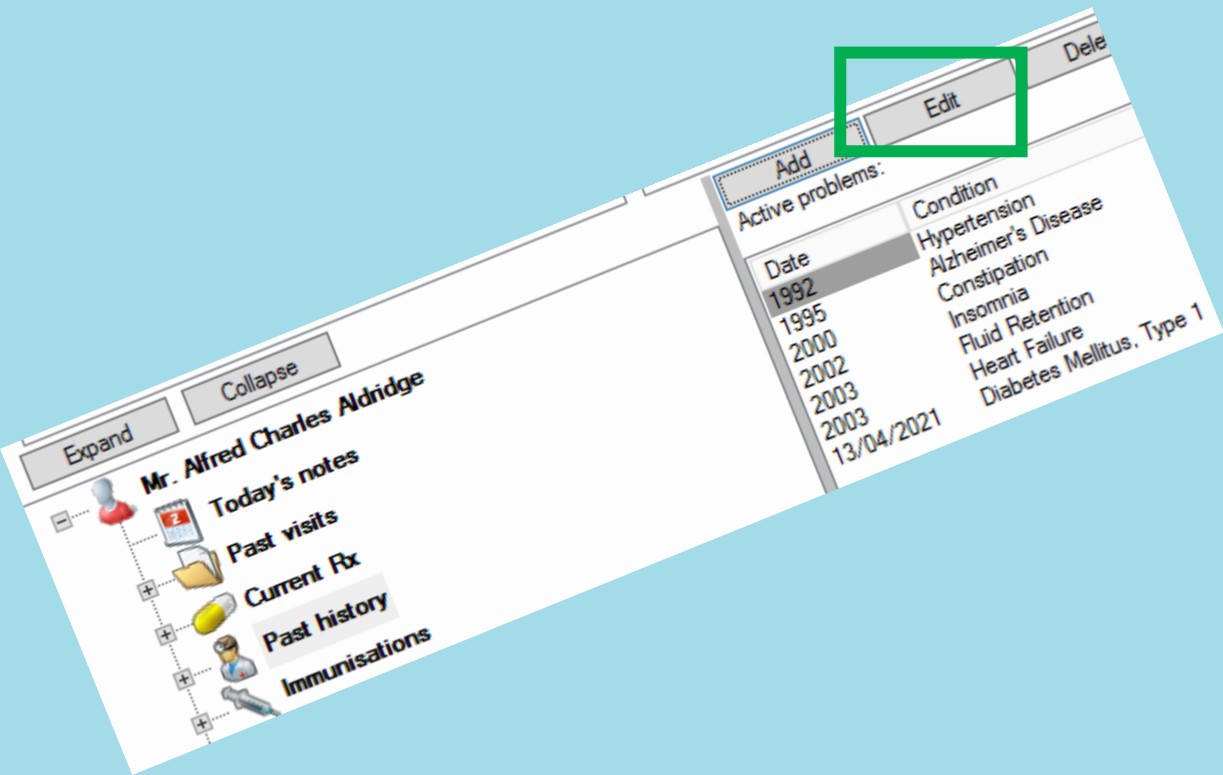 Expand Collapse
Mr. Alfred Charles Aldridge
Today's notes
Past visits
Current Rx
Past history
Immunisations
Add Edit
Active problems:
Date Condition
1992 Hypertension
1995 Alzheimer's Disease
2000 Constipation
2002 Insomnia
2003 Fluid Retention
2003 Heart Failure
13/04/2021 Diabetes Mellitus, Type 1